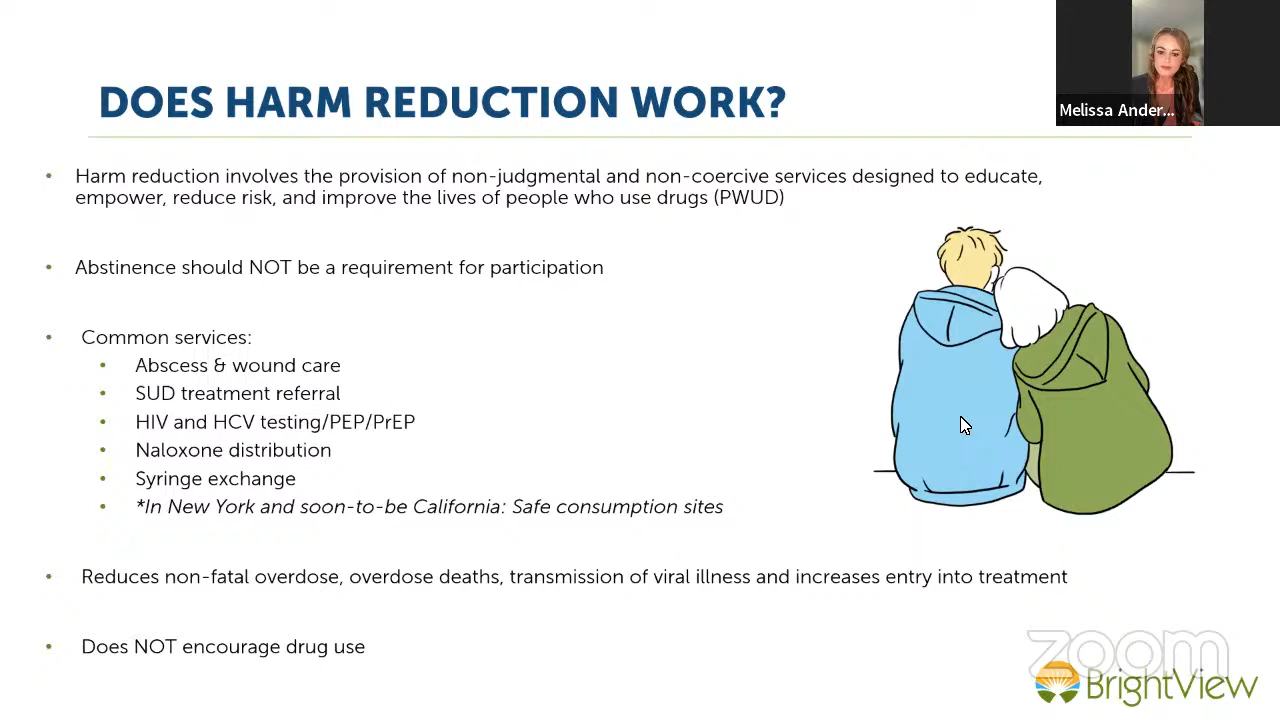 Melissa Ander...
DOES HARM REDUCTION WORK?
• Harm reduction involves the provision of non-judgmental and non-coercive services designed to educate,
empower, reduce risk, and improve the lives of people who use drugs (PWUD)
• Abstinence should NOT be a requirement for participation
• Common services:
• Abscess & wound care
• SUD treatment referral
• HIV and HCV testing/PEP/PrEP
• Naloxone distribution
• Syringe exchange
• *In New York and soon-to-be California: Safe consumption sites
• Reduces non-fatal overdose, overdose deaths, transmission of viral illness and increases entry into treatment
• Does NOT encourage drug use
zoom
BrightView